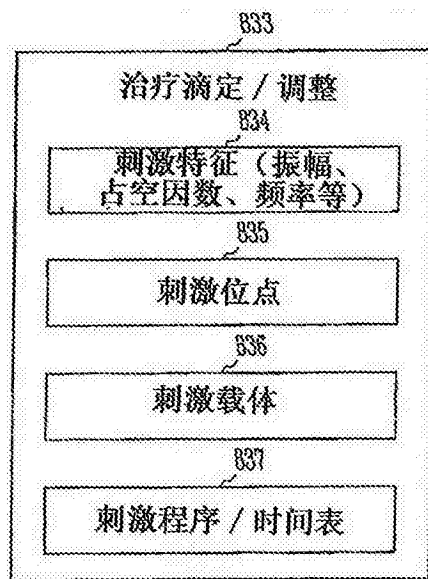 833
治疗滴定/调整
834
刺激特征(振幅、
占空因数、频率等)
835
刺激位点
836
刺激载体
837
刺激程序/时间表